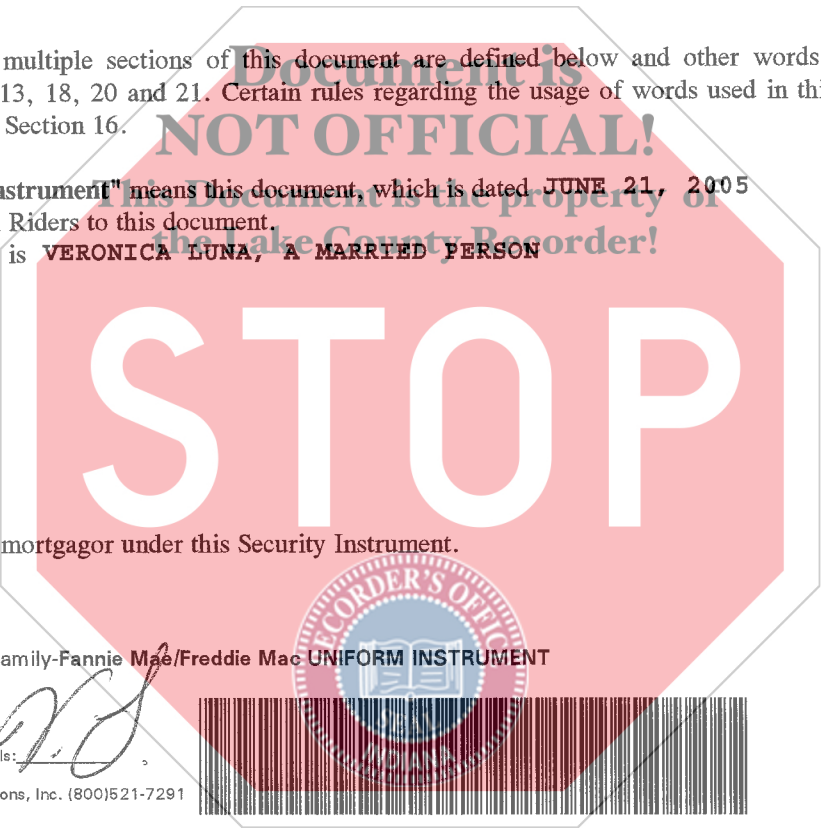 multiple sections of this document are defined below and other words
Document is
13, 18, 20 and 21. Certain rules regarding the usage of words used in thi
Section 16.
NOT OFFICIAL!
nstrument" means this document, which is dated JUNE 21, 2005
This Document is the property of
Riders to this document.
is VERONICA LUNA, A MARRIED PERSON
the Lake County Recorder!
STOP
mortgagor under this Security Instrument.
RECORDER'S OFFICE
amily-Fannie Mae/Freddie Mac UNIFORM INSTRUMENT
SEAL
INDIANA
ls:
ons, Inc. (800)521-7291